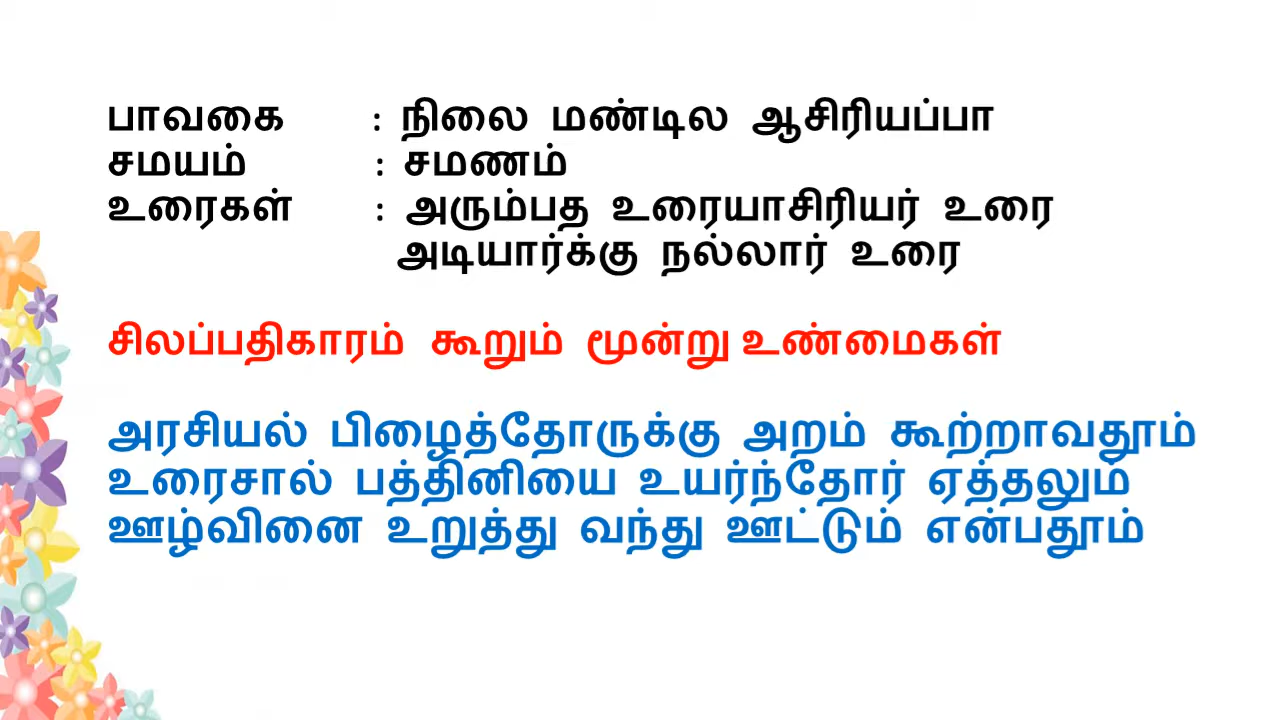 பாவகை : நிலை மண்டில ஆசிரியப்பா
சமயம் : சமணம்
உரைகள் : அரும்பத உரையாசிரியர் உரை
அடியார்க்கு நல்லார் உரை
சிலப்பதிகாரம் கூறும் மூன்று உண்மைகள்
அரசியல் பிழைத்தோருக்கு அறம் கூற்றாவதூம்
உரைசால் பத்தினியை உயர்ந்தோர் ஏத்தலும்
ஊழ்வினை உறுத்து வந்து ஊட்டும் என்பதூம்